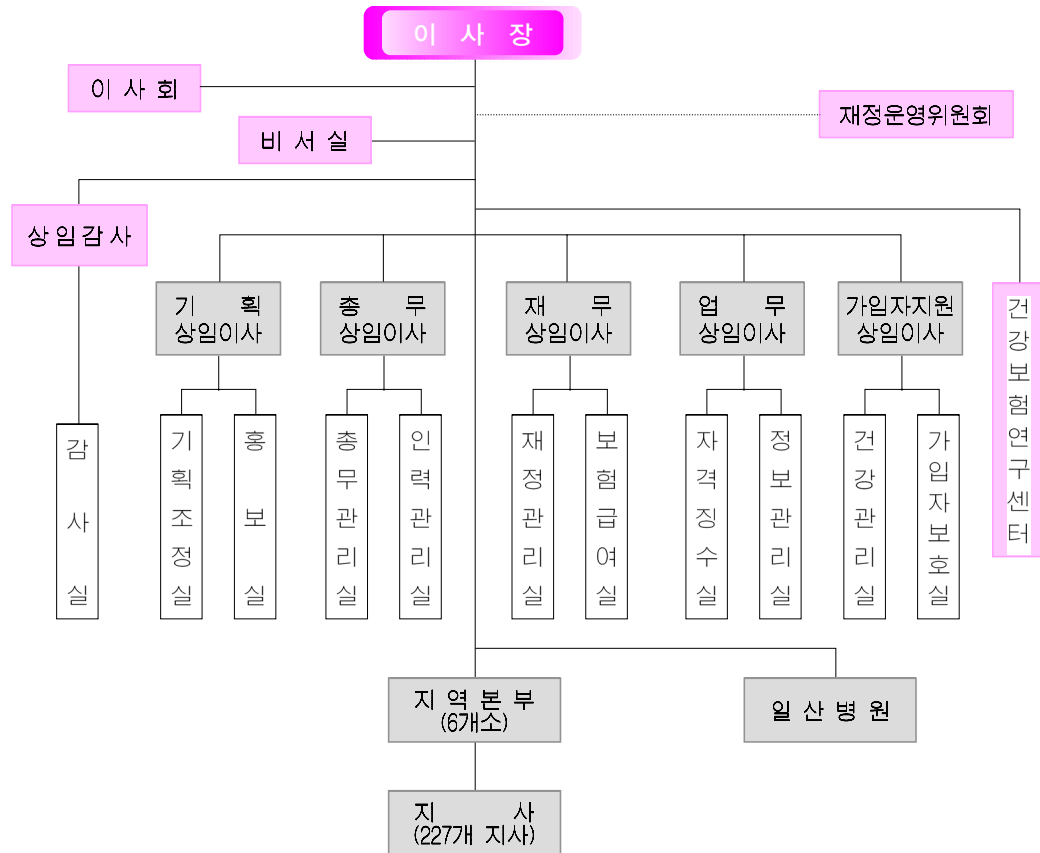 이 사 장
이 사 회
재정운영위원회
비 서 실
상임감사
기 획
상임이사
총 무
상임이사
재 무
상임이사
업 무
상임이사
가입자지원
상임이사
건강보험연구센터
감사실
기획조정실
홍보실
총무관리실
인력관리실
재정관리실
보험급여실
자격징수실
정보관리실
건강관리실
가입자보호실
지 역 본 부
(6개소)
일 산 병 원
지 사
(227개 지사)